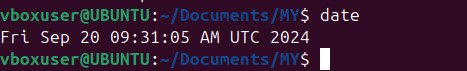 vboxuser@UBUNTU:~/Documents/MY$ date
Fri Sep 20 09:31:05 AM UTC 2024
vboxuser@UBUNTU:~/Documents/MY$